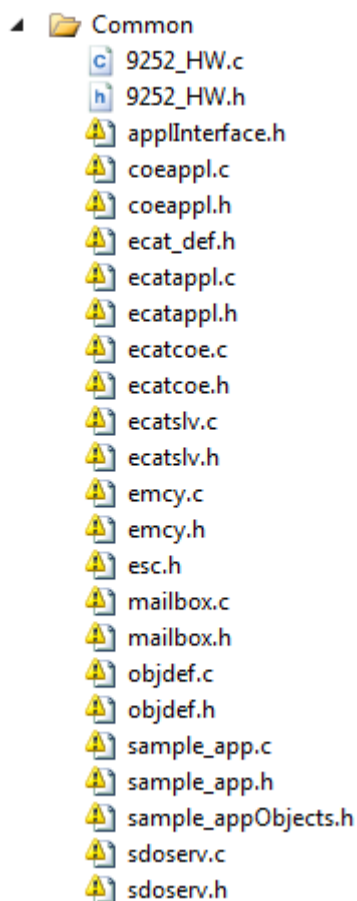 Common
9252_HW.c
9252_HW.h
applInterface.h
coeappl.c
coeappl.h
ecat_def.h
ecatappl.c
ecatappl.h
ecatcoe.c
ecatcoe.h
ecatslv.c
ecatslv.h
emcy.c
emcy.h
esc.h
mailbox.c
mailbox.h
objdef.c
objdef.h
sample_app.c
sample_app.h
sample_appObjects.h
sdoserv.c
sdoserv.h